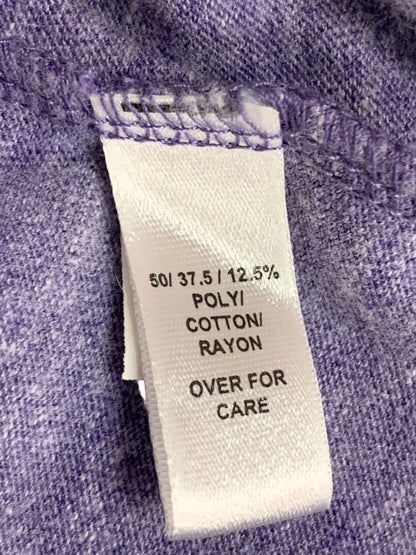 50/ 37.5 / 12.5%
POLY/
COTTON/
RAYON
OVER FOR
CARE